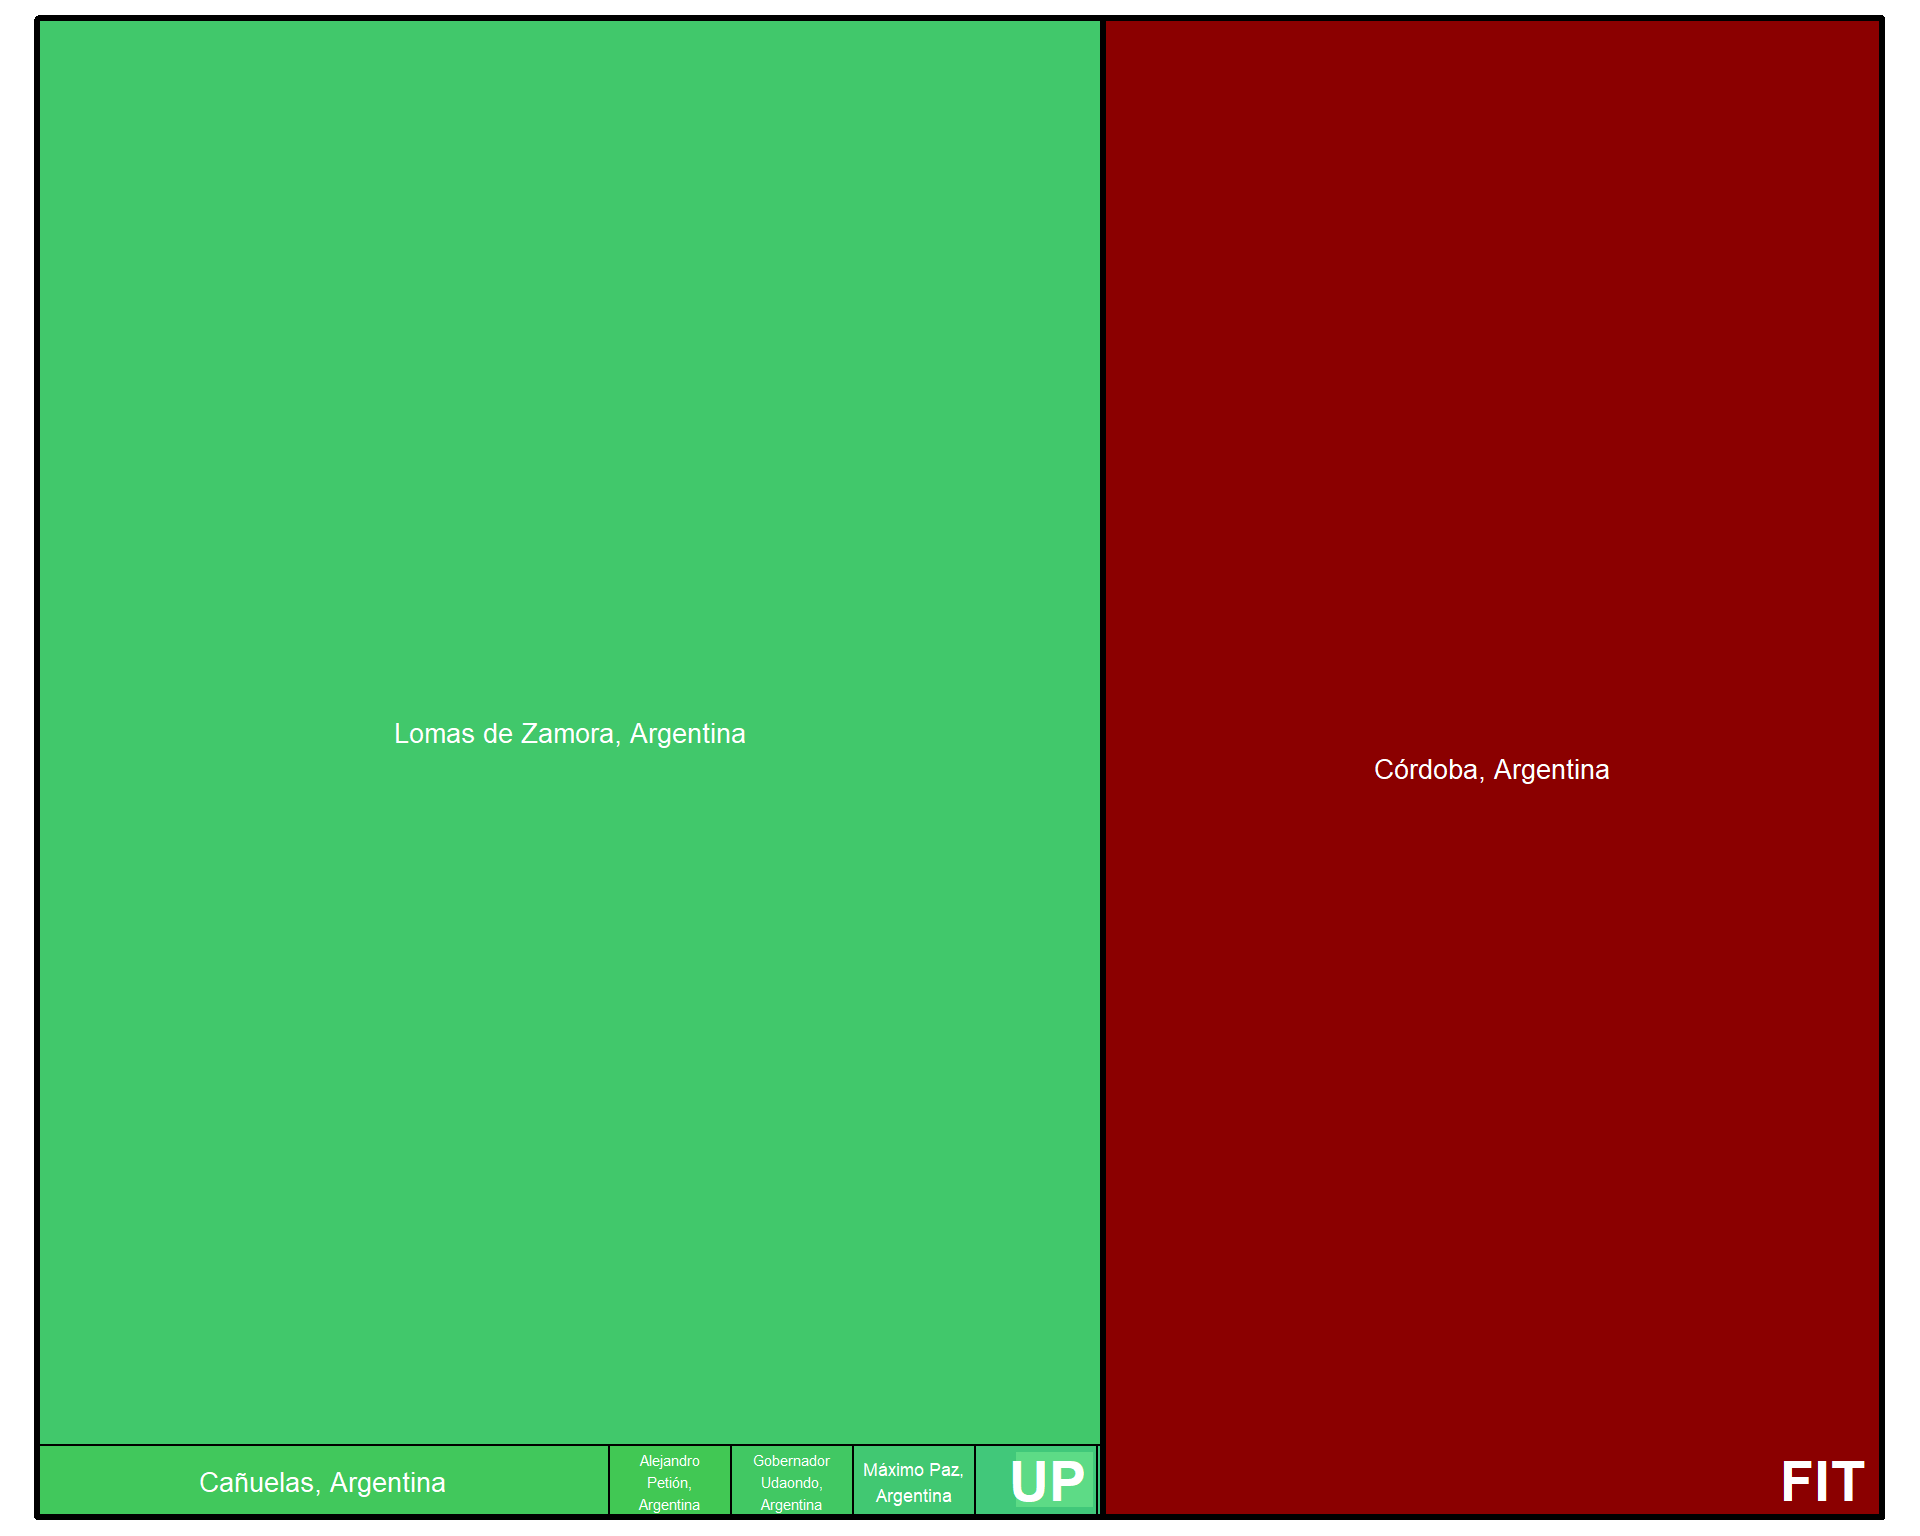 Lomas de Zamora, Argentina
Córdoba, Argentina
Cañuelas, Argentina
Alejandro
Petión,
Argentina
Gobernador
Udaondo,
Argentina
Máximo Paz,
Argentina
UP
FIT